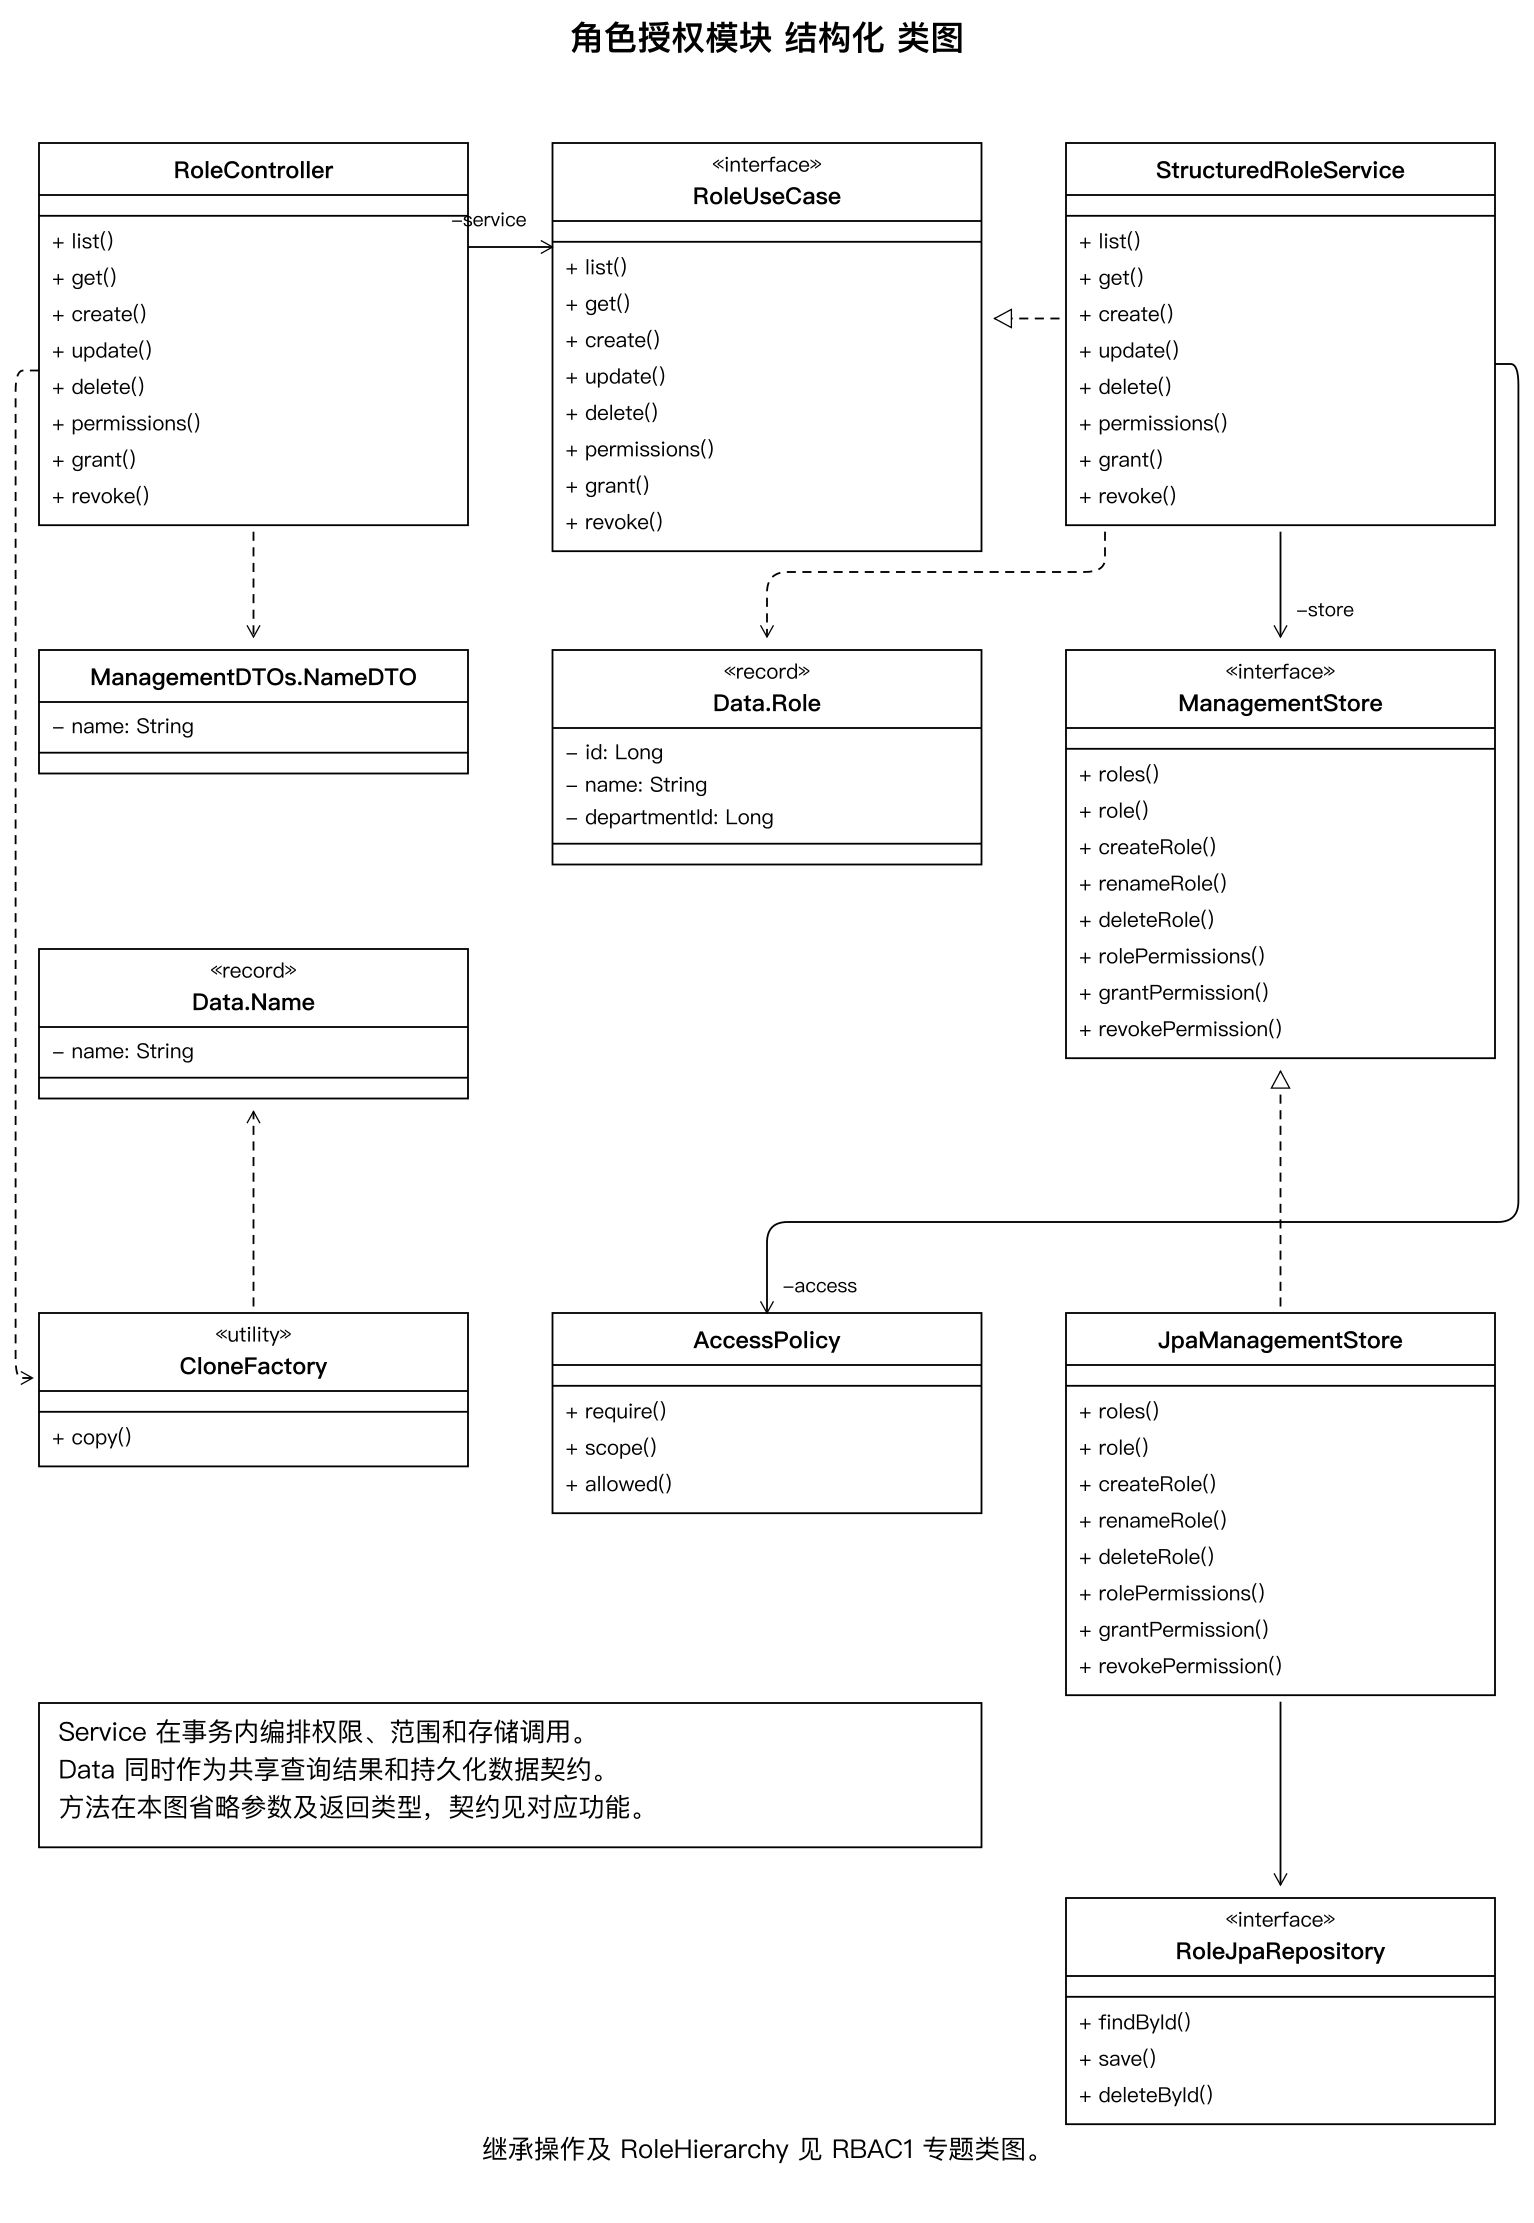 角色授权模块 结构化 类图
RoleController
+ list()
+ get()
+ create()
+ update()
+ delete()
+ permissions()
+ grant()
+ revoke()
–service
«interface»
RoleUseCase
+ list()
+ get()
+ create()
+ update()
+ delete()
+ permissions()
+ grant()
+ revoke()
StructuredRoleService
+ list()
+ get()
+ create()
+ update()
+ delete()
+ permissions()
+ grant()
+ revoke()
–store
ManagementDTOs.NameDTO
– name: String
«record»
Data.Role
– id: Long
– name: String
– departmentId: Long
«interface»
ManagementStore
+ roles()
+ role()
+ createRole()
+ renameRole()
+ deleteRole()
+ rolePermissions()
+ grantPermission()
+ revokePermission()
«record»
Data.Name
– name: String
–access
«utility»
CloneFactory
+ copy()
AccessPolicy
+ require()
+ scope()
+ allowed()
JpaManagementStore
+ roles()
+ role()
+ createRole()
+ renameRole()
+ deleteRole()
+ rolePermissions()
+ grantPermission()
+ revokePermission()
Service 在事务内编排权限、范围和存储调用。
Data 同时作为共享查询结果和持久化数据契约。
方法在本图省略参数及返回类型，契约见对应功能。
«interface»
RoleJpaRepository
+ findById()
+ save()
+ deleteById()
继承操作及 RoleHierarchy 见 RBAC1 专题类图。